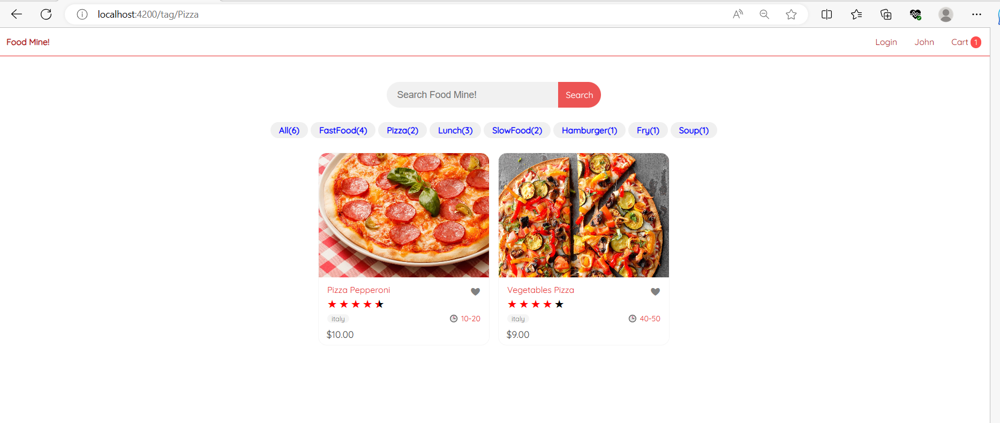 localhost:4200/tag/Pizza
Food Mine!
Login John Cart 1
Search Food Mine! Search
All(6) FastFood(4) Pizza(2) Lunch(3) SlowFood(2) Hamburger(1) Fry(1) Soup(1)
Pizza Pepperoni
italy 10-20
$10.00
Vegetables Pizza
italy 40-50
$9.00